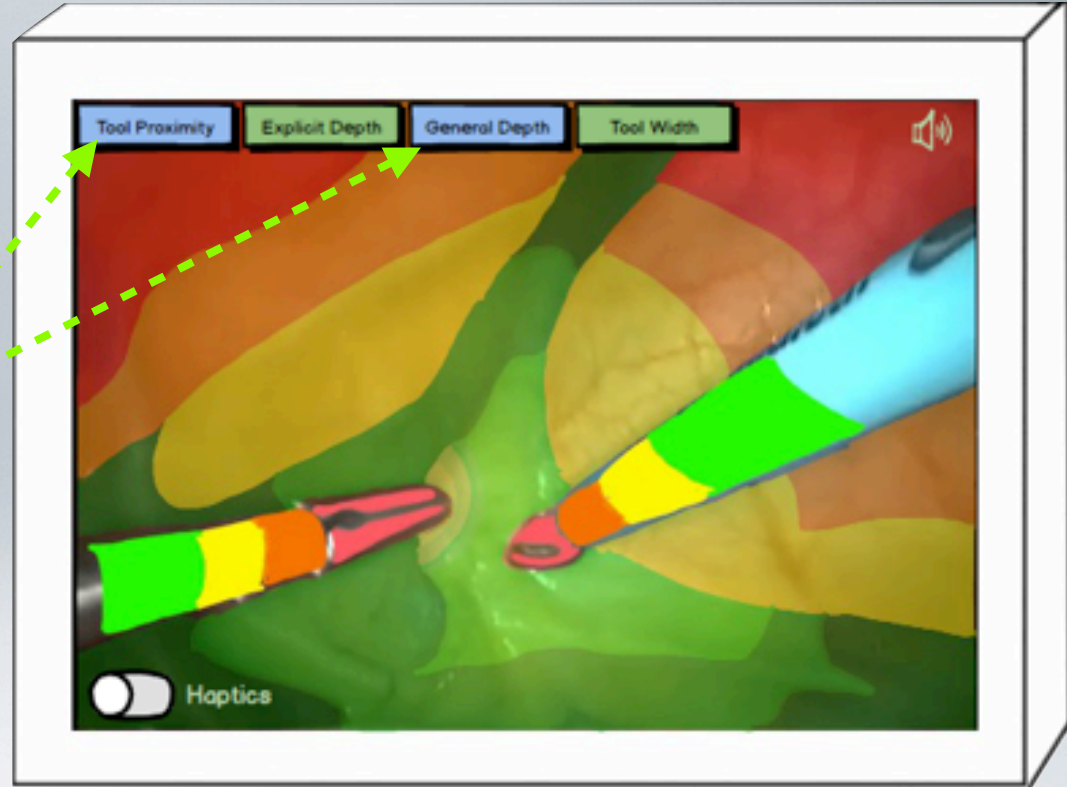 Tool Proximity
Explicit Depth
General Depth
Tool Width
Haptics